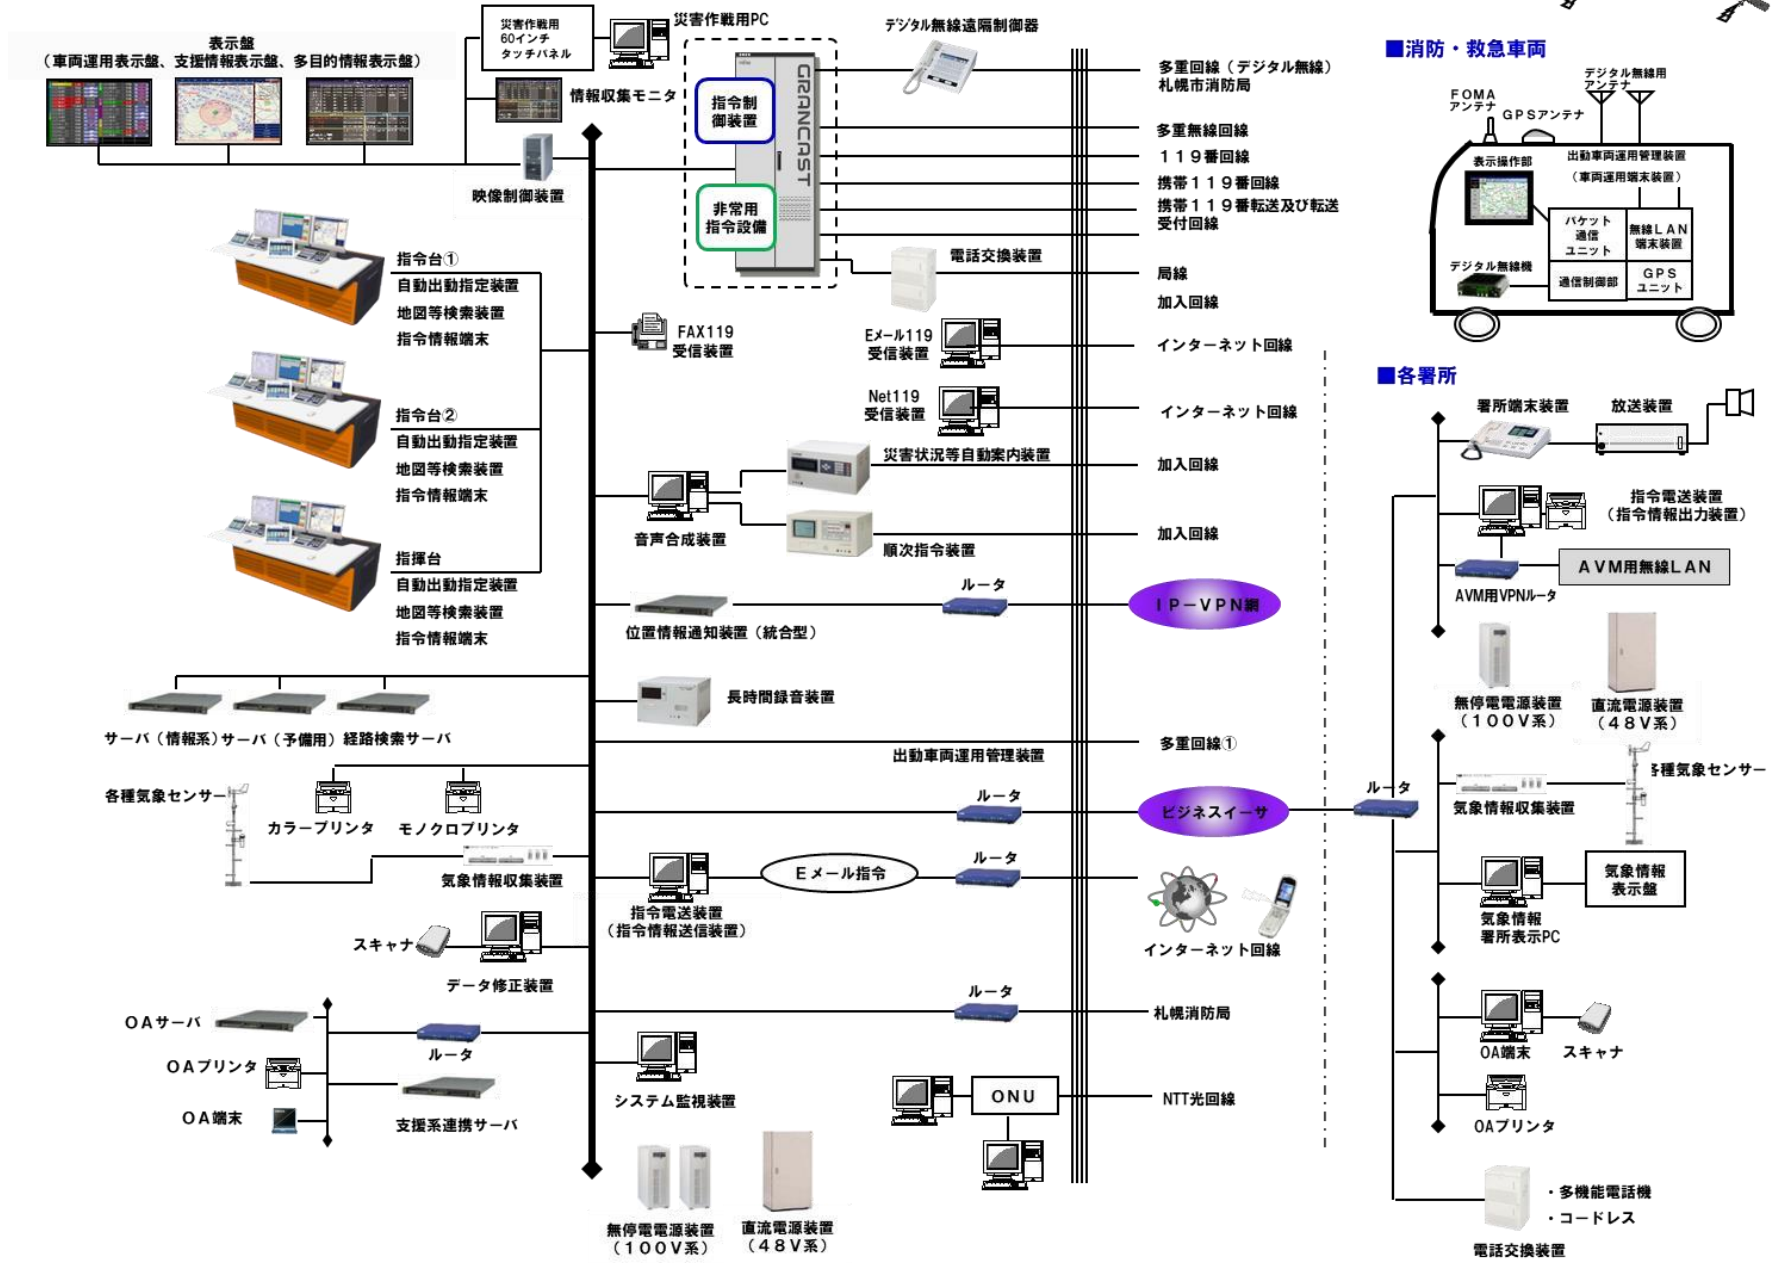 表示盤
（車両運用表示盤、支援情報表示盤、多目的情報表示盤）
災害作戦用
60インチ
タッチパネル
災害作戦用PC
情報収集モニタ
映像制御装置
指令制
御装置
非常用
指令設備
GRANCAST
デジタル無線遠隔制御器
多重回線（デジタル無線）
札幌市消防局
多重無線回線
１１９番回線
携帯１１９番回線
携帯１１９番転送及び転送
受付回線
電話交換装置
局線
加入回線
指令台①
自動出動指定装置
地図等検索装置
指令情報端末
指令台②
自動出動指定装置
地図等検索装置
指令情報端末
指揮台
自動出動指定装置
地図等検索装置
指令情報端末
FAX119
受信装置
Eメール119
受信装置
インターネット回線
Net119
受信装置
インターネット回線
災害状況等自動案内装置
加入回線
音声合成装置
順次指令装置
加入回線
ルータ
位置情報通知装置（統合型）
ＩＰ－ＶＰＮ網
長時間録音装置
サーバ（情報系）
サーバ（予備用）
経路検索サーバ
多重回線①
出動車両運用管理装置
各種気象センサー
カラープリンタ
モノクロプリンタ
ルータ
ビジネスイーサ
ルータ
気象情報収集装置
Ｅメール指令
ルータ
指令電送装置
（指令情報送信装置）
インターネット回線
スキャナ
データ修正装置
ＯＡサーバ
ルータ
ルータ
札幌消防局
ＯＡプリンタ
ＯＡ端末
支援系連携サーバ
システム監視装置
ＯＮＵ
NTT光回線
無停電電源装置
（１００Ｖ系）
直流電源装置
（４８Ｖ系）
■消防・救急車両
デジタル無線用
アンテナ
ＦＯＭＡ
アンテナ
ＧＰＳアンテナ
表示操作部
出動車両運用管理装置
（車両運用端末装置）
パケット
通信
ユニット
無線ＬＡＮ
端末装置
デジタル無線機
通信制御部
ＧＰＳ
ユニット
■各署所
署所端末装置
放送装置
指令電送装置
（指令情報出力装置）
ＡＶＭ用無線ＬＡＮ
AVM用VPNルータ
無停電電源装置
（１００Ｖ系）
直流電源装置
（４８Ｖ系）
各種気象センサー
気象情報収集装置
気象情報
表示盤
気象情報
署所表示PC
OA端末
スキャナ
OAプリンタ
・多機能電話機
・コードレス
電話交換装置